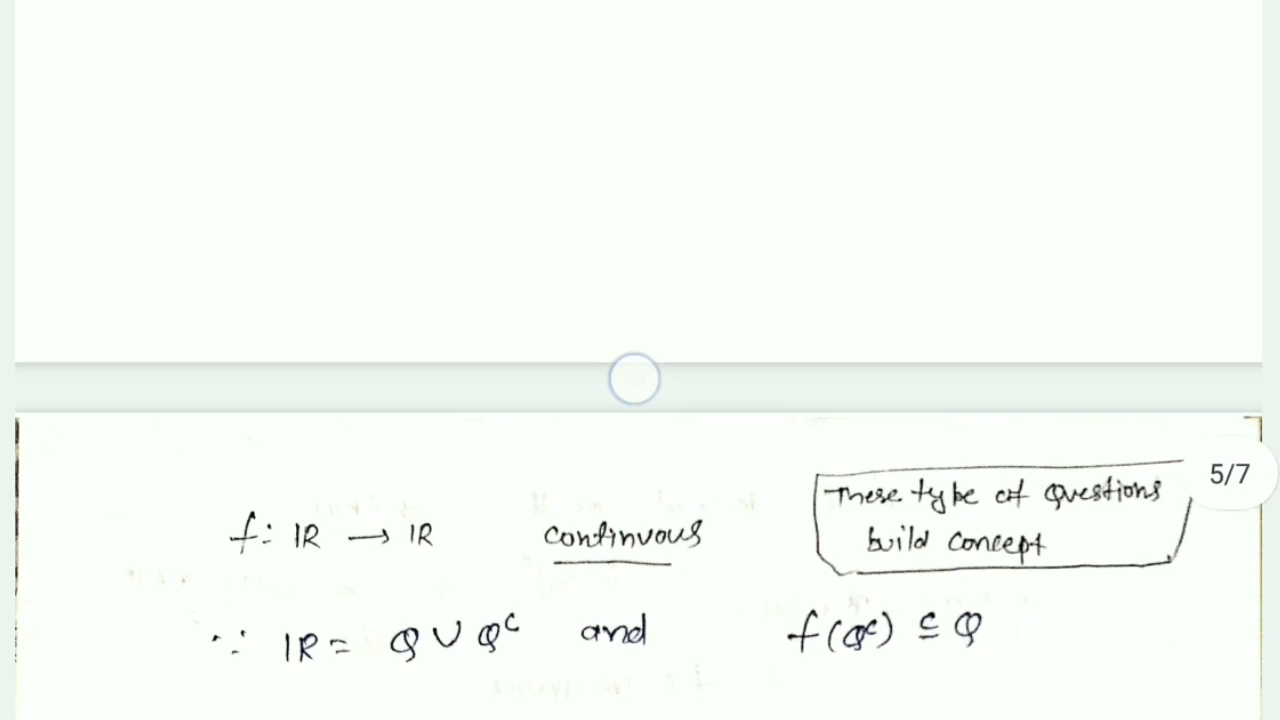 These type of Questions
build concept
5/7
f: IR → IR continuous
∵ IR = Q ∪ Q^c and f(Q^c) ⊆ Q